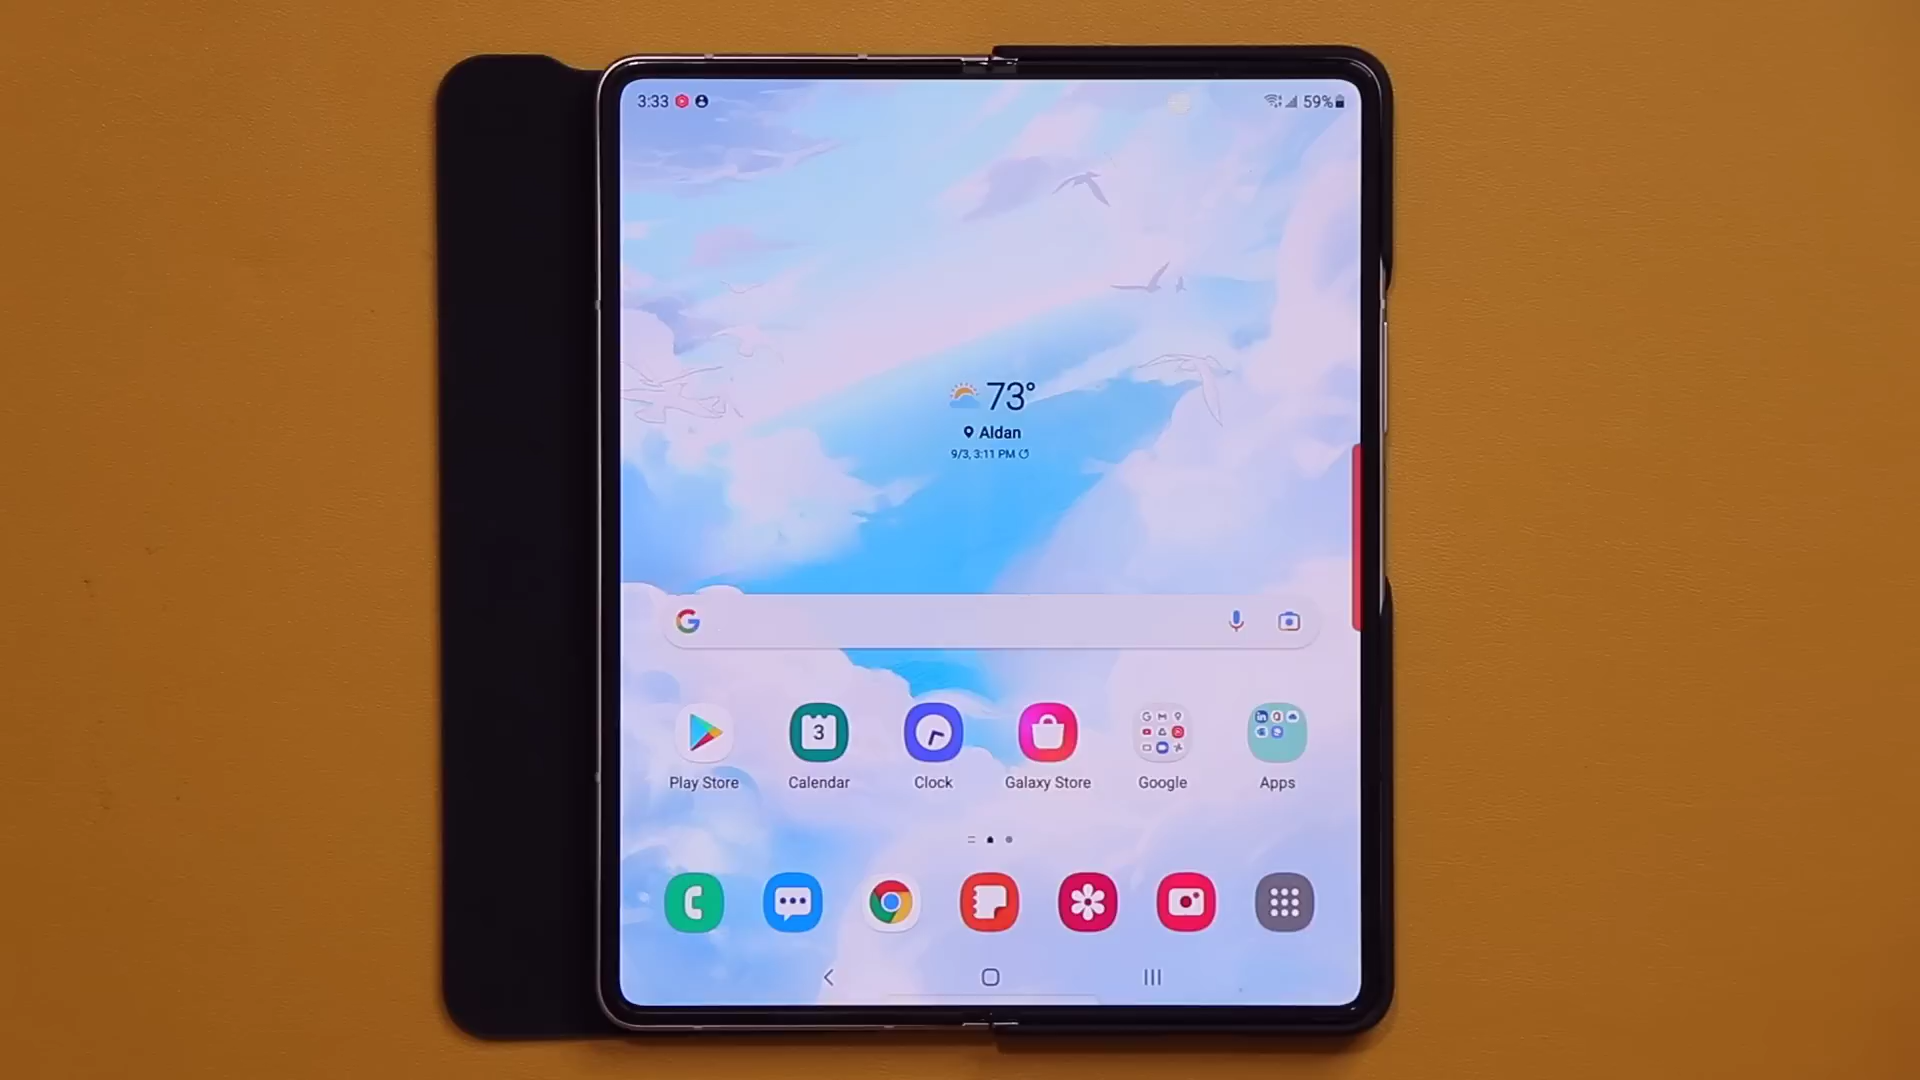 3:33
59%
73°
Aldan
9/3, 3:11 PM
G
3
Play Store
Calendar
Clock
Galaxy Store
Google
Apps